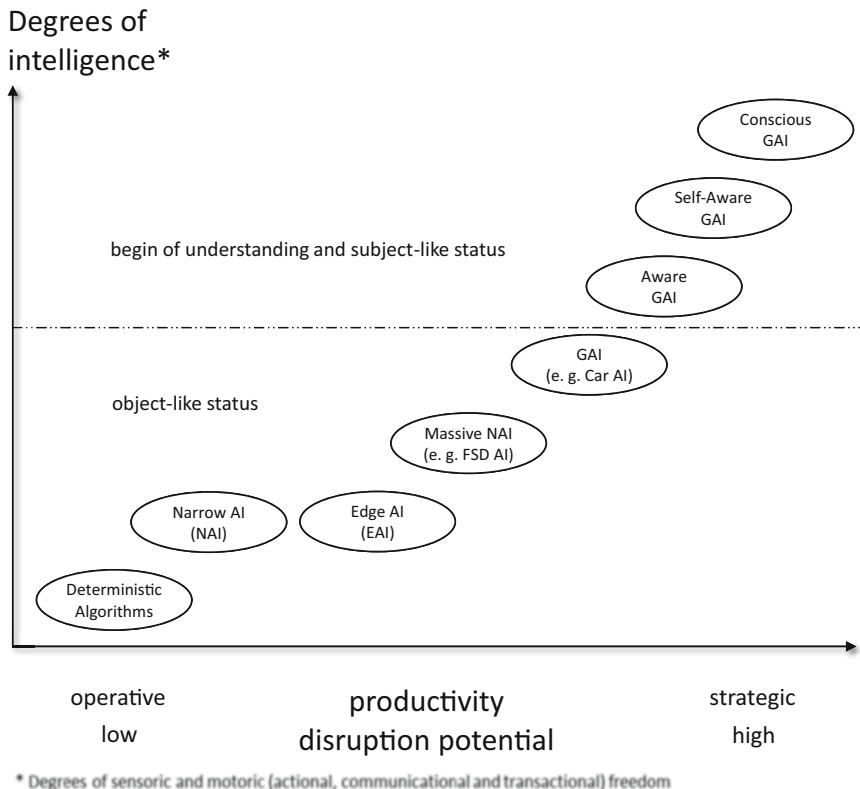 Degrees of
intelligence*
Conscious
GAI
Self-Aware
GAI
begin of understanding and subject-like status
Aware
GAI
GAI
(e. g. Car AI)
object-like status
Massive NAI
(e. g. FSD AI)
Narrow AI
(NAI)
Edge AI
(EAI)
Deterministic
Algorithms
operative
low
productivity
disruption potential
strategic
high
* Degrees of sensoric and motoric (actional, communicational and transactional) freedom